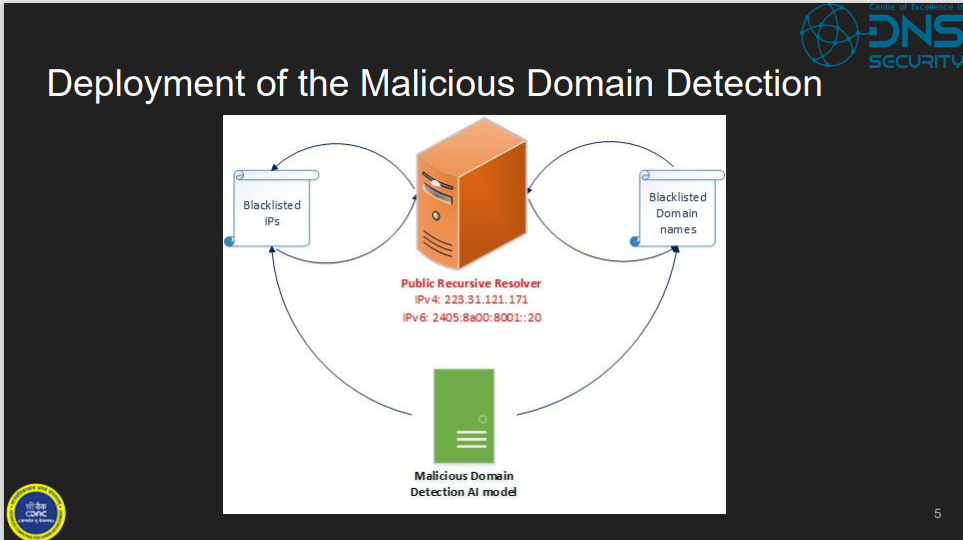 Centre of Excellence in
DNS
SECURITY
Deployment of the Malicious Domain Detection
Blacklisted
IPs
Blacklisted
Domain
names
Public Recursive Resolver
IPv4: 223.31.121.171
IPv6: 2405:8a00:8001::20
Malicious Domain
Detection AI model
सी डैक
CDAC
5